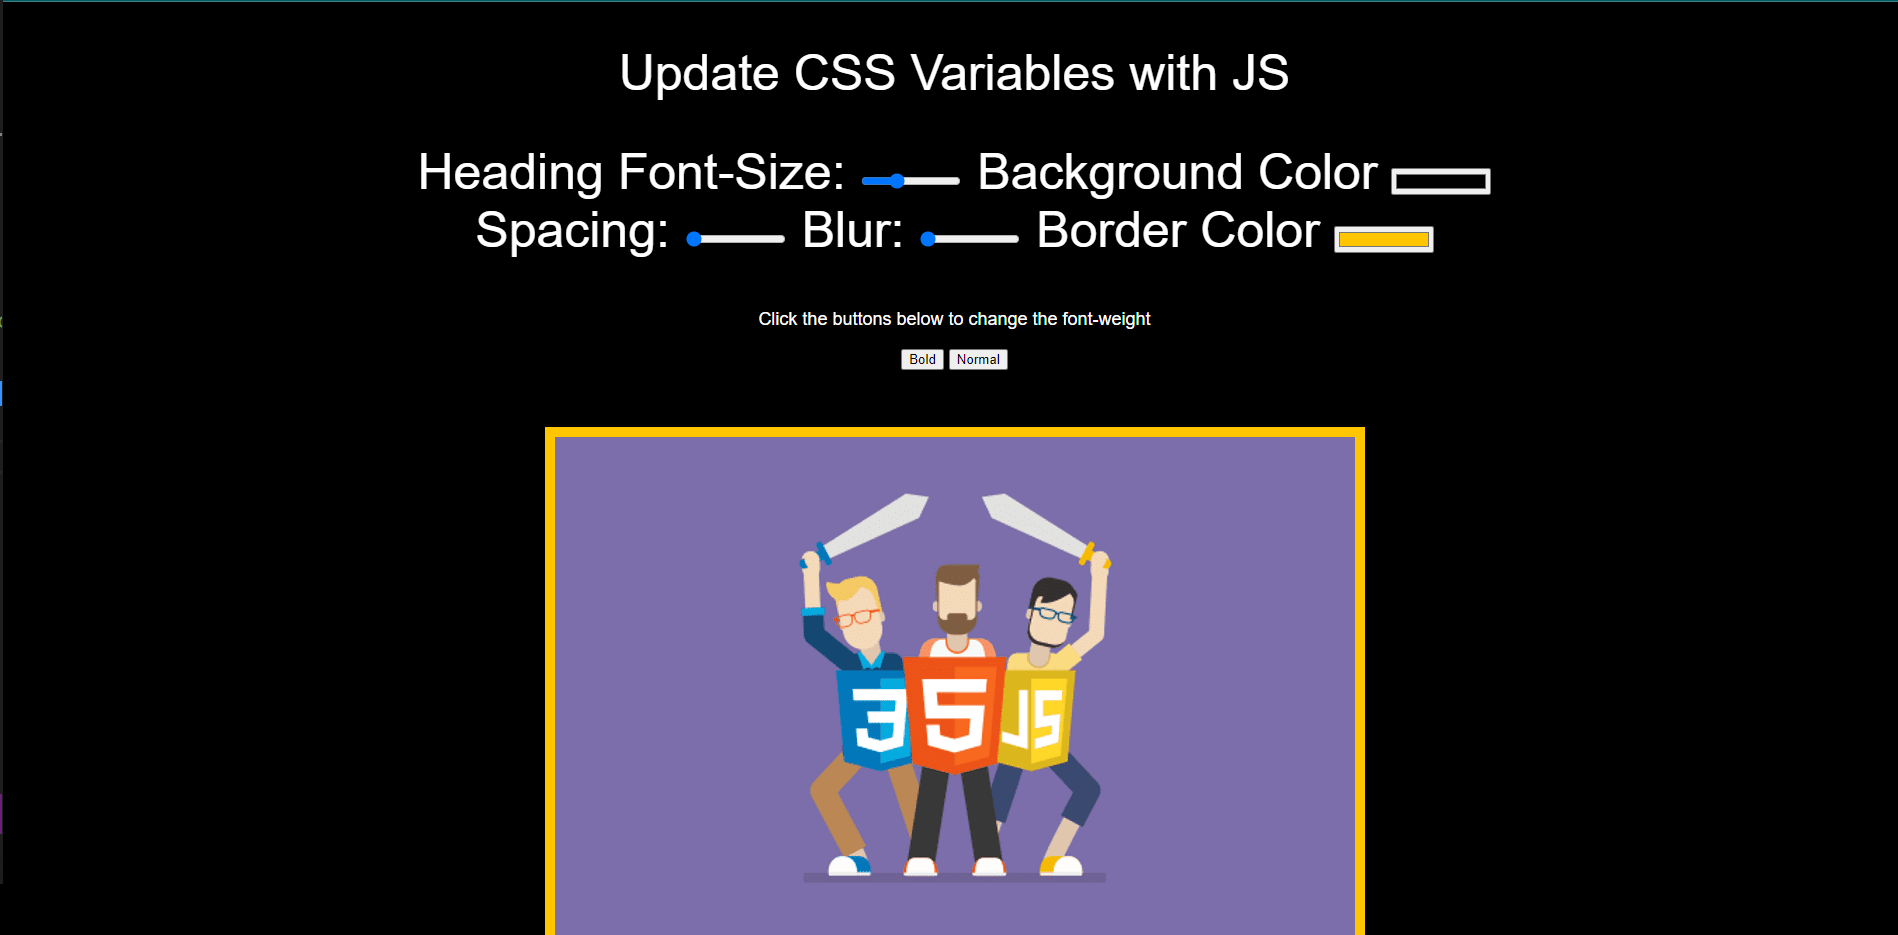 Update CSS Variables with JS
Heading Font-Size: Background Color
Spacing: Blur: Border Color
Click the buttons below to change the font-weight
Bold Normal
3 5 JS